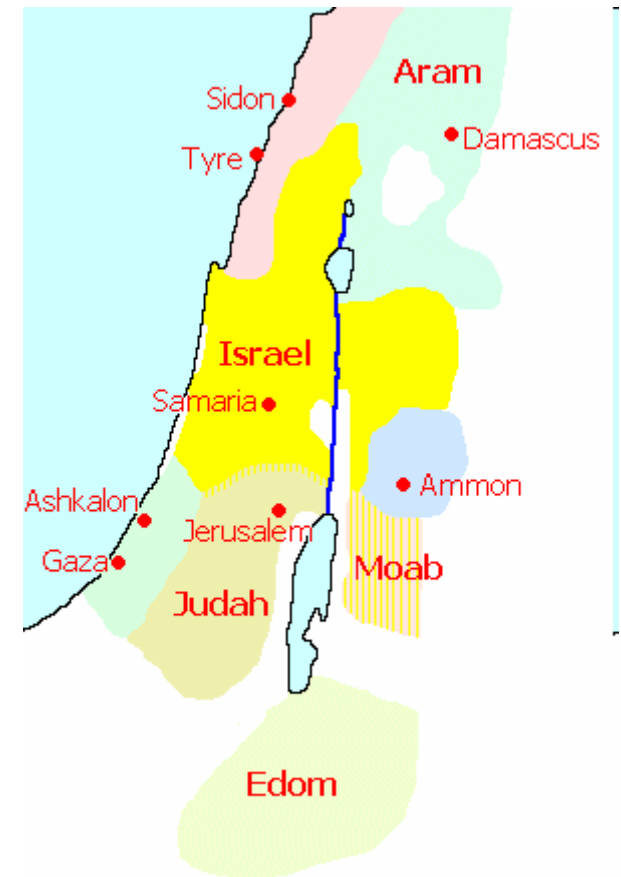 Aram
Sidon
Damascus
Tyre
Israel
Samaria
Ammon
Ashkalon
Jerusalem
Gaza
Moab
Judah
Edom